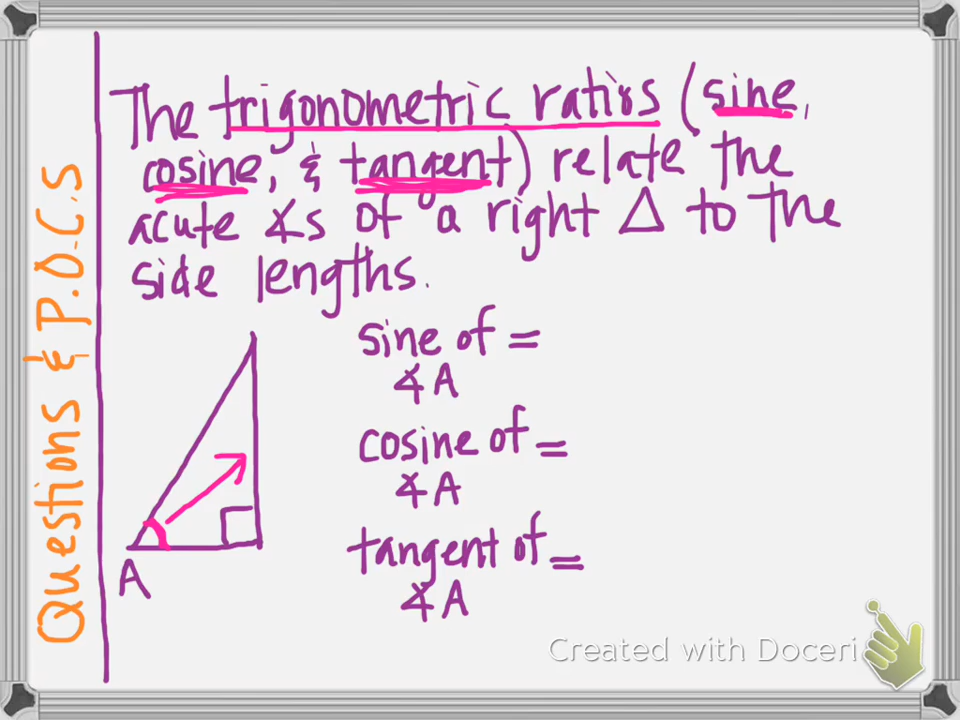 Questions & P.O.C.s
The trigonometric ratios (sine,
cosine, & tangent) relate the
acute ∡s of a right △ to the
side lengths.
sine of =
∡A
cosine of =
∡A
tangent of =
∡A
A
Created with Doceri